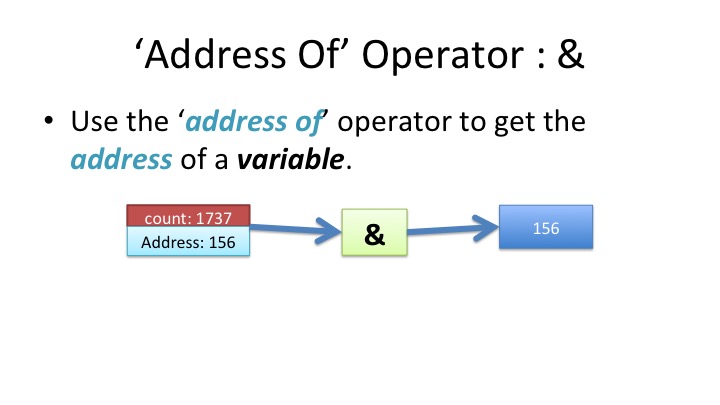 ‘Address Of’ Operator : &
• Use the ‘address of’ operator to get the
address of a variable.
count: 1737
Address: 156
&
156